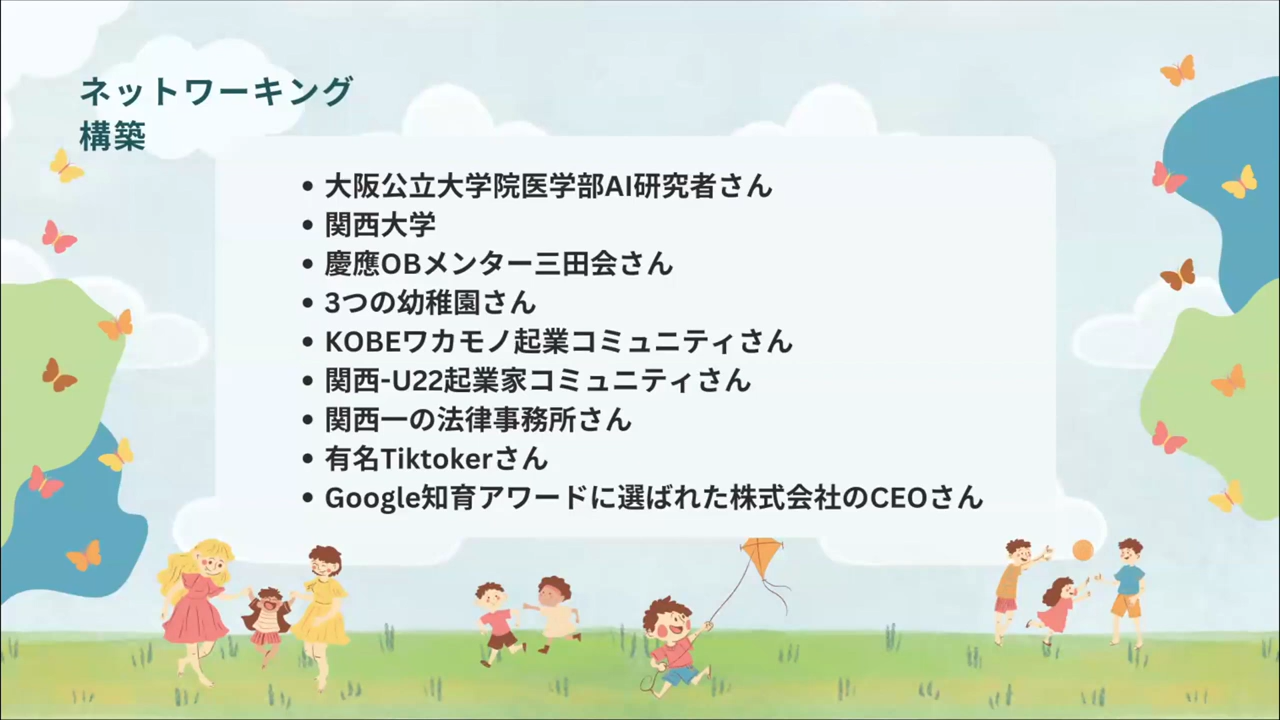 ネットワーキング
構築
• 大阪公立大学院医学部AI研究者さん
• 関西大学
• 慶應OBメンター三田会さん
• 3つの幼稚園さん
• KOBEワカモノ起業コミュニティさん
• 関西-U22起業家コミュニティさん
• 関西一の法律事務所さん
• 有名Tiktokerさん
• Google知育アワードに選ばれた株式会社のCEOさん